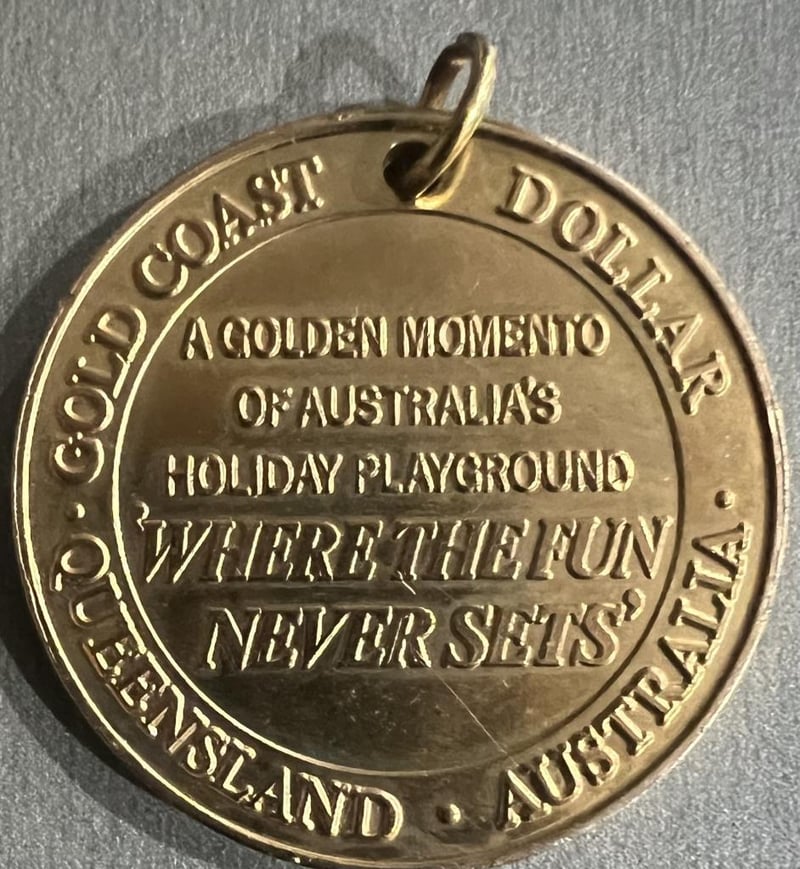 GOLD COAST DOLLAR
A GOLDEN MOMENTO
OF AUSTRALIA'S
HOLIDAY PLAYGROUND
'WHERE THE FUN
NEVER SETS'
· QUEENSLAND · AUSTRALIA ·